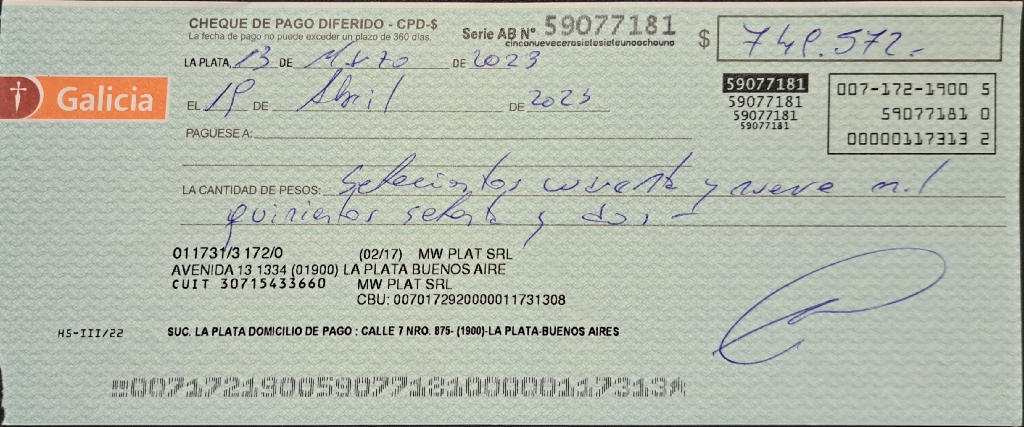 CHEQUE DE PAGO DIFERIDO - CPD-$
La fecha de pago no puede exceder un plazo de 360 días.
Serie AB Nº 59077181
cinconuevecerosietesieteunoochouno
$ 749.572.-
LA PLATA, 13 DE Mayo DE 2023
EL 19 DE Abril DE 2023
Galicia
PAGUESE A:
59077181
59077181
59077181
59077181
007-172-1900 5
59077181 0
00000117313 2
LA CANTIDAD DE PESOS: Setecientos cuarenta y nueve mil
quinientos setenta y dos.-
011731/3 172/0 (02/17) MW PLAT SRL
AVENIDA 13 1334 (01900) LA PLATA BUENOS AIRE
CUIT 30715433660 MW PLAT SRL
CBU: 0070172920000011731308
HS-III/22
SUC. LA PLATA DOMICILIO DE PAGO : CALLE 7 NRO. 875- (1900)-LA PLATA-BUENOS AIRES
00717219005907718100000117313